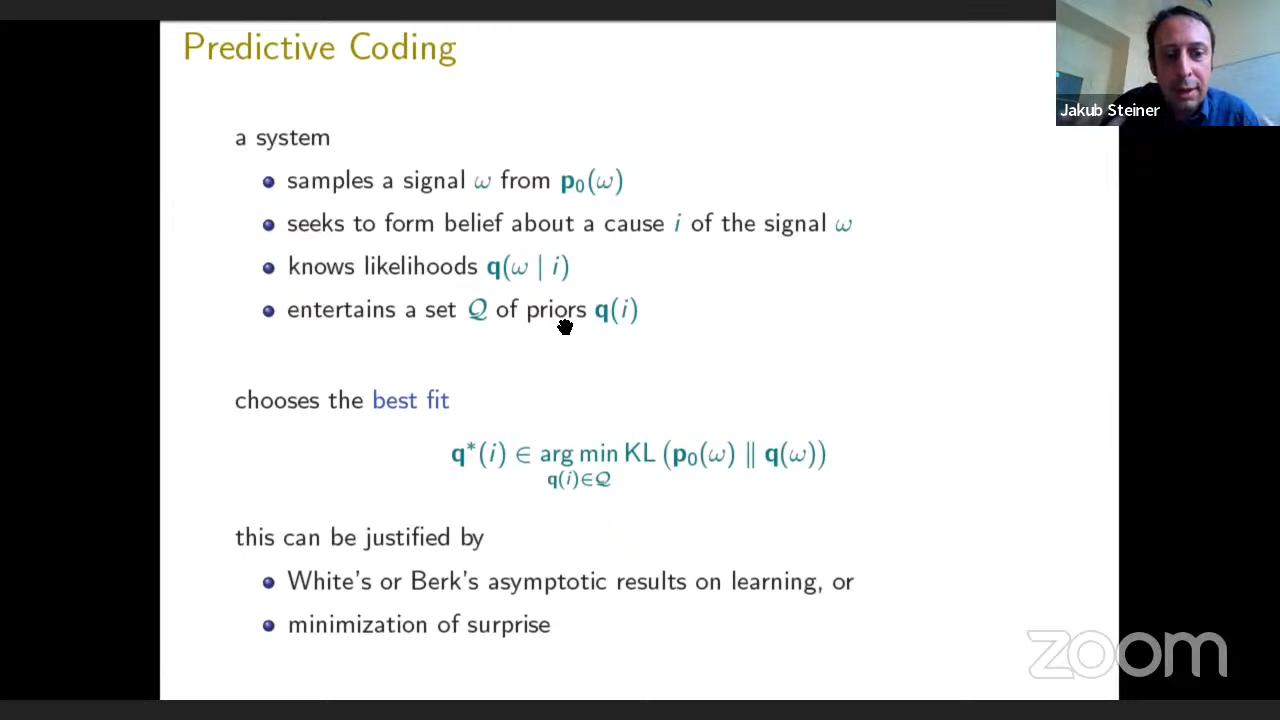 Predictive Coding
Jakub Steiner
a system
samples a signal ω from p₀(ω)
seeks to form belief about a cause i of the signal ω
knows likelihoods q(ω | i)
entertains a set 𝒬 of priors q(i)
chooses the best fit
q*(i) ∈ arg min KL (p₀(ω) ‖ q(ω))
q(i)∈𝒬
this can be justified by
White's or Berk's asymptotic results on learning, or
minimization of surprise
zoom